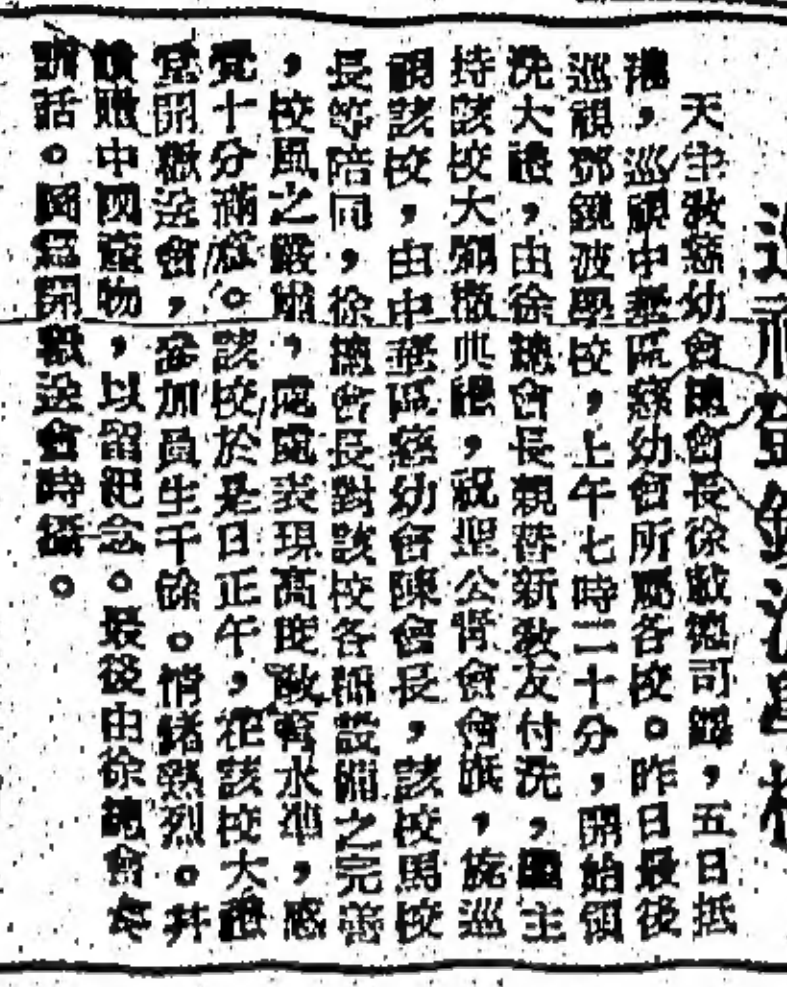 天主教慈幼會總會長徐啟德司鐸，五日抵
港，巡視中華區慈幼會所屬各校。昨日最後
巡視鄧鏡波學校，上午七時三十分，開始領
洗大禮，由徐總會長親替新教友付洗，繼主
持該校大彌撒典禮，祝聖公青會會旗，旋巡
視該校，由中華區慈幼會陳會長，該校馬校
長等陪同，徐總會長對該校各種設備之完善
，校風之嚴肅，處處表現高度教育水準，感
覺十分滿意。該校於是日正午，在該校大禮
堂開歡送會，參加員生千餘。情緒熱烈。并
饋贈中國產物，以留紀念。最後由徐總會長
訓話。圖爲開歡送會時攝。